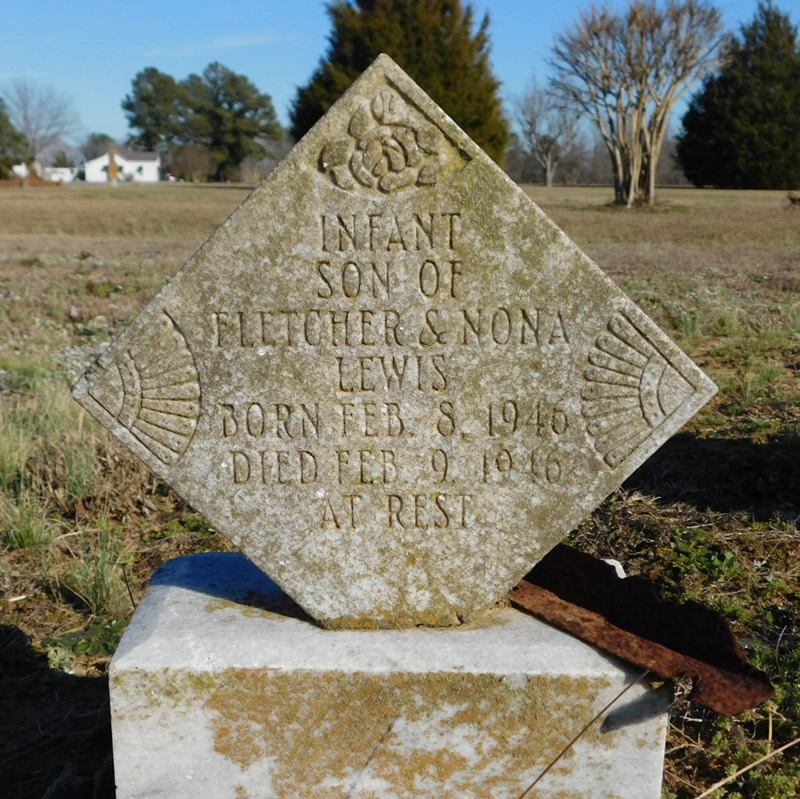 INFANT
SON OF
FLETCHER & NONA
LEWIS
BORN FEB. 8, 1946
DIED FEB. 9, 1946
AT REST